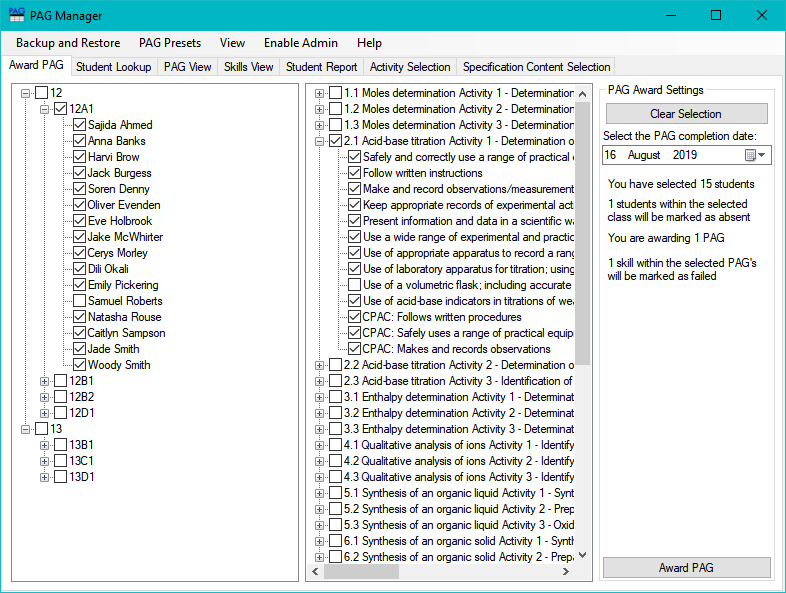 PAG
PAG Manager
Backup and Restore PAG Presets View Enable Admin Help
Award PAG Student Lookup PAG View Skills View Student Report Activity Selection Specification Content Selection
12
12A1
Sajida Ahmed
Anna Banks
Harvi Brow
Jack Burgess
Soren Denny
Oliver Evenden
Eve Holbrook
Jake McWhirter
Cerys Morley
Dili Okali
Emily Pickering
Samuel Roberts
Natasha Rouse
Caitlyn Sampson
Jade Smith
Woody Smith
12B1
12B2
12D1
13
13B1
13C1
13D1
1.1 Moles determination Activity 1 - Determination
1.2 Moles determination Activity 2 - Determination
1.3 Moles determination Activity 3 - Determination
2.1 Acid-base titration Activity 1 - Determination o
Safely and correctly use a range of practical
Follow written instructions
Make and record observations/measurement
Keep appropriate records of experimental act
Present information and data in a scientific wa
Use a wide range of experimental and practic
Use of appropriate apparatus to record a rang
Use of laboratory apparatus for titration; using
Use of a volumetric flask; including accurate
Use of acid-base indicators in titrations of wea
CPAC: Follows written procedures
CPAC: Safely uses a range of practical equip
CPAC: Makes and records observations
2.2 Acid-base titration Activity 2 - Determination o
2.3 Acid-base titration Activity 3 - Identification of
3.1 Enthalpy determination Activity 1 - Determinat
3.2 Enthalpy determination Activity 2 - Determinat
3.3 Enthalpy determination Activity 3 - Determinat
4.1 Qualitative analysis of ions Activity 1 - Identify
4.2 Qualitative analysis of ions Activity 2 - Identify
4.3 Qualitative analysis of ions Activity 3 - Identify
5.1 Synthesis of an organic liquid Activity 1 - Synt
5.2 Synthesis of an organic liquid Activity 2 - Prep
5.3 Synthesis of an organic liquid Activity 3 - Oxid
6.1 Synthesis of an organic solid Activity 1 - Synth
6.2 Synthesis of an organic solid Activity 2 - Prepa
PAG Award Settings
Clear Selection
Select the PAG completion date:
16 August 2019
You have selected 15 students
1 students within the selected
class will be marked as absent
You are awarding 1 PAG
1 skill within the selected PAG's
will be marked as failed
Award PAG